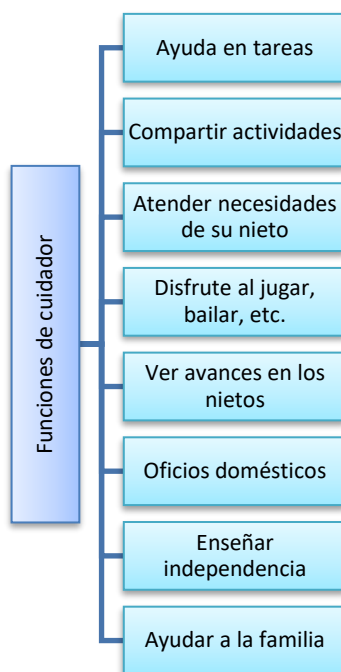 Funciones de cuidador
Ayuda en tareas
Compartir actividades
Atender necesidades
de su nieto
Disfrute al jugar,
bailar, etc.
Ver avances en los
nietos
Oficios domésticos
Enseñar
independencia
Ayudar a la familia